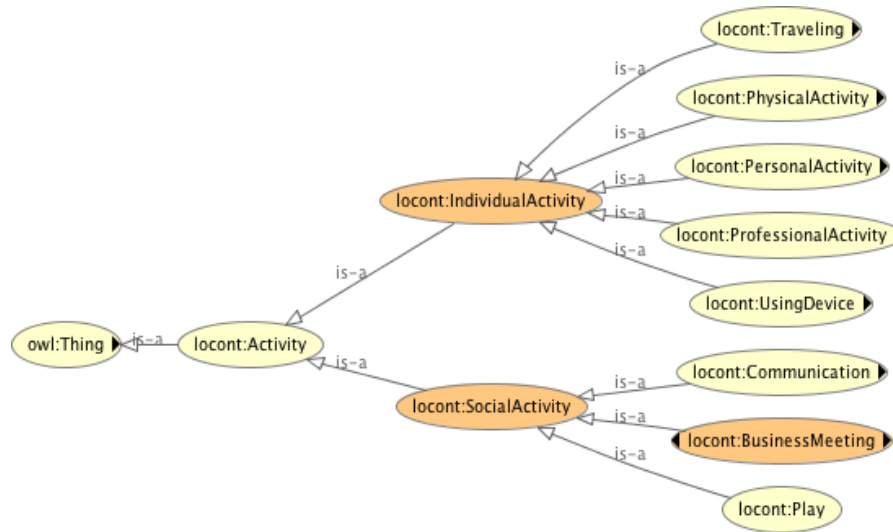 locont:Traveling
is-a
locont:PhysicalActivity
is-a
locont:PersonalActivity
is-a
locont:IndividualActivity
is-a
locont:ProfessionalActivity
is-a
is-a
locont:UsingDevice
owl:Thing
is-a
locont:Activity
is-a
locont:Communication
is-a
locont:SocialActivity
is-a
locont:BusinessMeeting
is-a
locont:Play